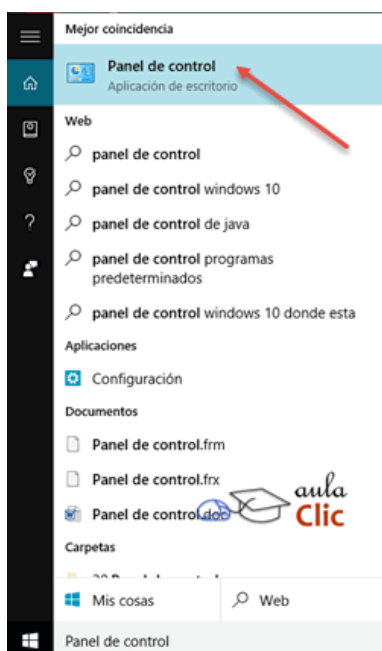 Mejor coincidencia
Panel de control
Aplicación de escritorio
Web
panel de control
panel de control windows 10
panel de control de java
panel de control programas
predeterminados
panel de control windows 10 donde esta
Aplicaciones
Configuración
Documentos
Panel de control.frm
Panel de control.frx
Panel de control.doc
aula
Clic
Carpetas
Mis cosas
Web
Panel de control